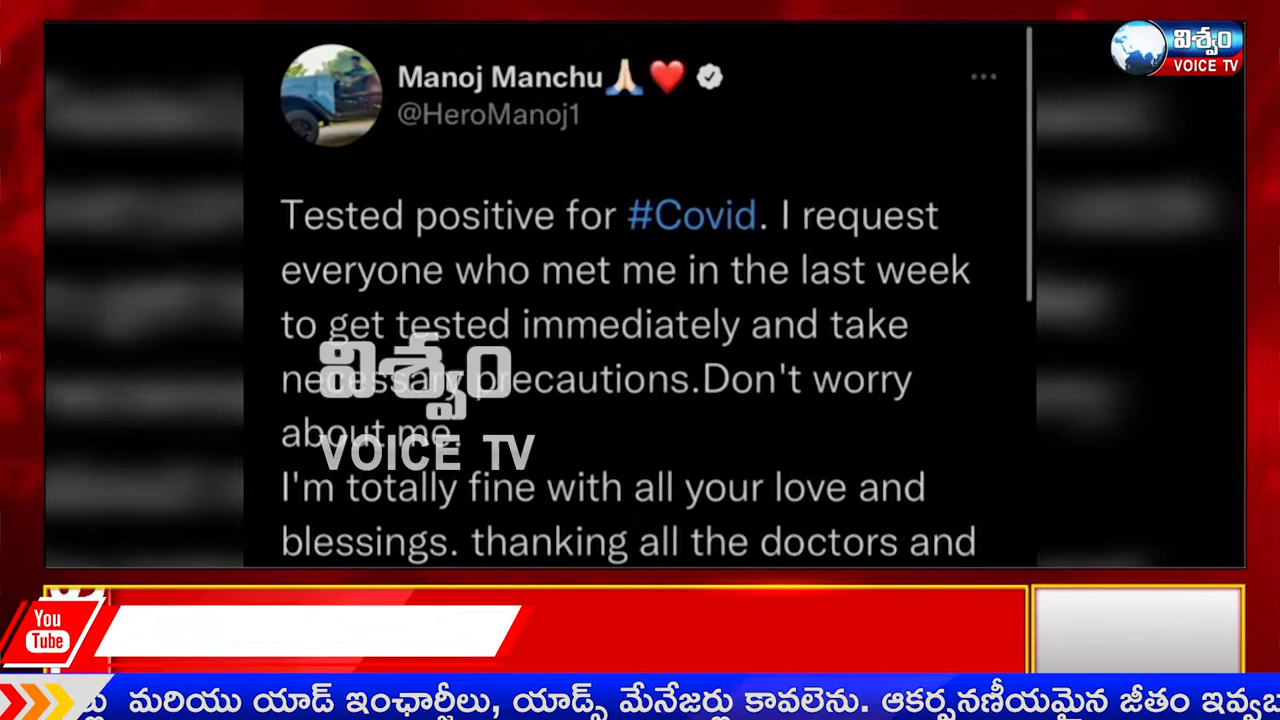 విశ్వం
VOICE TV
Manoj Manchu🙏🏻❤️
@HeroManoj1
Tested positive for #Covid. I request
everyone who met me in the last week
to get tested immediately and take
necessary precautions.Don't worry
about me.
I'm totally fine with all your love and
blessings. thanking all the doctors and
విశ్వం
VOICE TV
You
Tube
మరియు యాడ్ ఇంఛార్జీలు, యాడ్స్ మేనేజర్లు కావలెను. ఆకర్షనణీయమైన జీతం